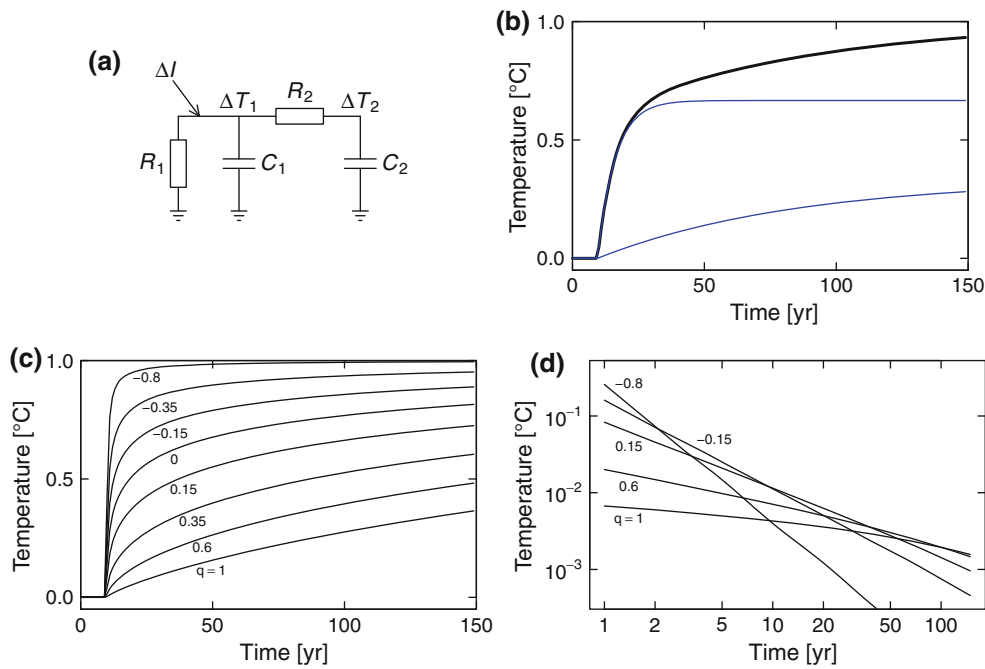 (a)
ΔI
ΔT₁
R₂
ΔT₂
R₁
C₁
C₂
(b)
Temperature [°C]
1.0
0.5
0.0
0
50
100
150
Time [yr]
(c)
Temperature [°C]
1.0
0.5
0.0
−0.8
−0.35
−0.15
0
0.15
0.35
0.6
q = 1
0
50
100
150
Time [yr]
(d)
Temperature [°C]
10⁻¹
10⁻²
10⁻³
−0.8
−0.15
0.15
0.6
q = 1
1
2
5
10
20
50
100
Time [yr]